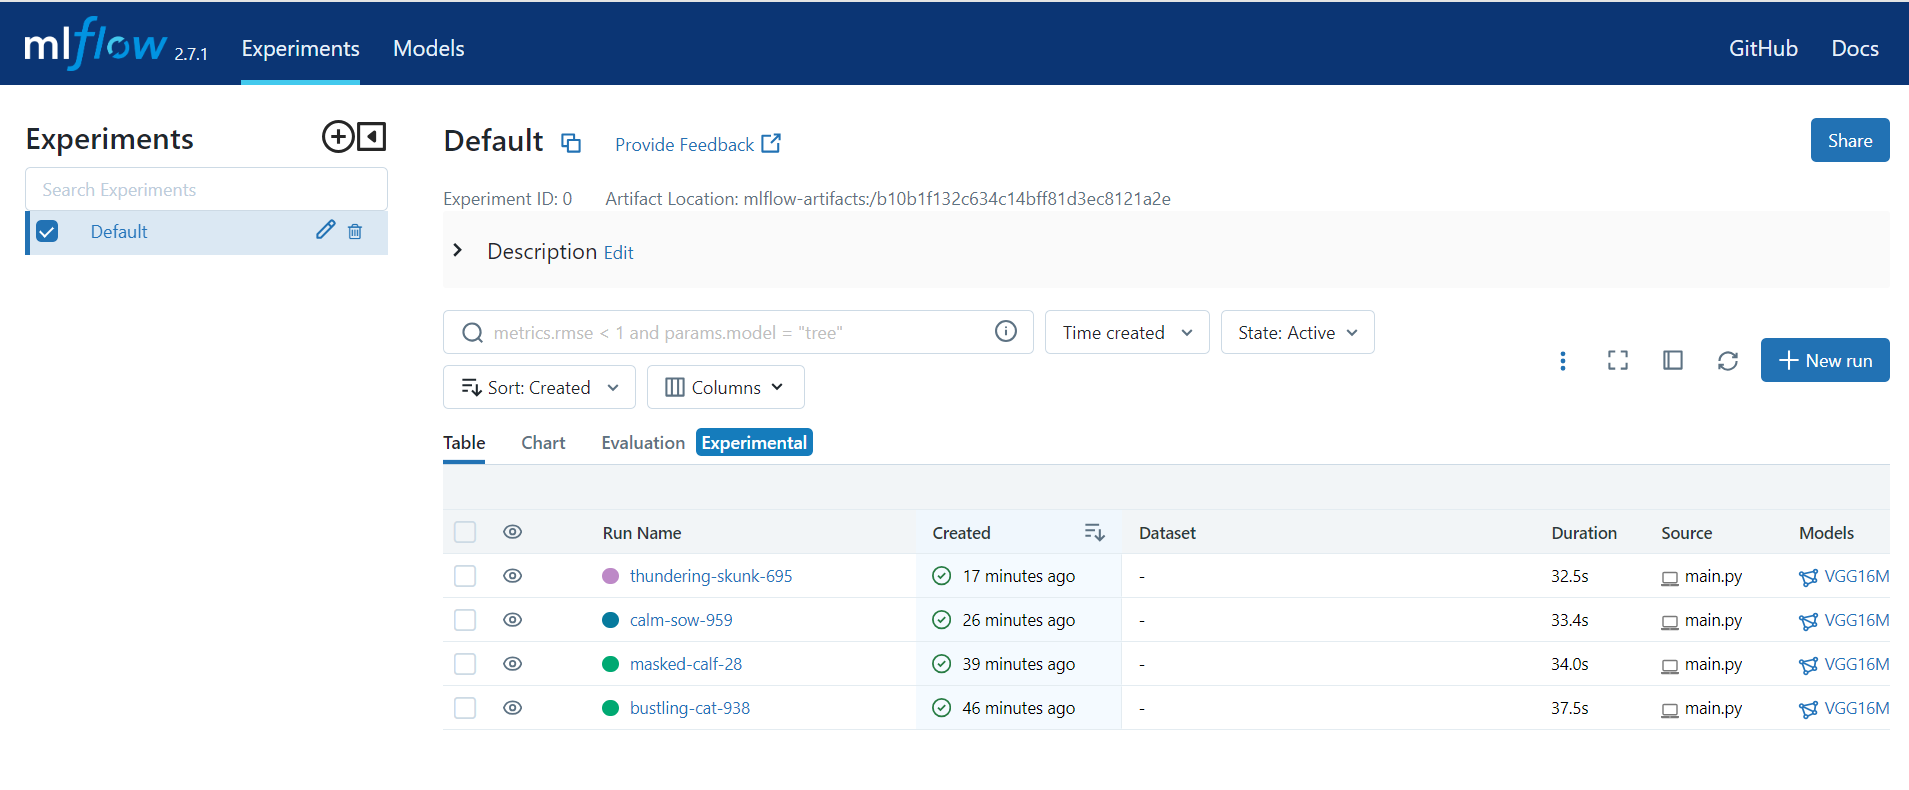 mlflow 2.7.1 Experiments Models GitHub Docs
Experiments
Search Experiments
Default
Default Provide Feedback Share
Experiment ID: 0 Artifact Location: mlflow-artifacts:/b10b1f132c634c14bff81d3ec8121a2e
Description Edit
metrics.rmse < 1 and params.model = "tree" Time created State: Active
New run
Sort: Created Columns
Table Chart Evaluation Experimental
Run Name Created Dataset Duration Source Models
thundering-skunk-695 17 minutes ago - 32.5s main.py VGG16M
calm-sow-959 26 minutes ago - 33.4s main.py VGG16M
masked-calf-28 39 minutes ago - 34.0s main.py VGG16M
bustling-cat-938 46 minutes ago - 37.5s main.py VGG16M